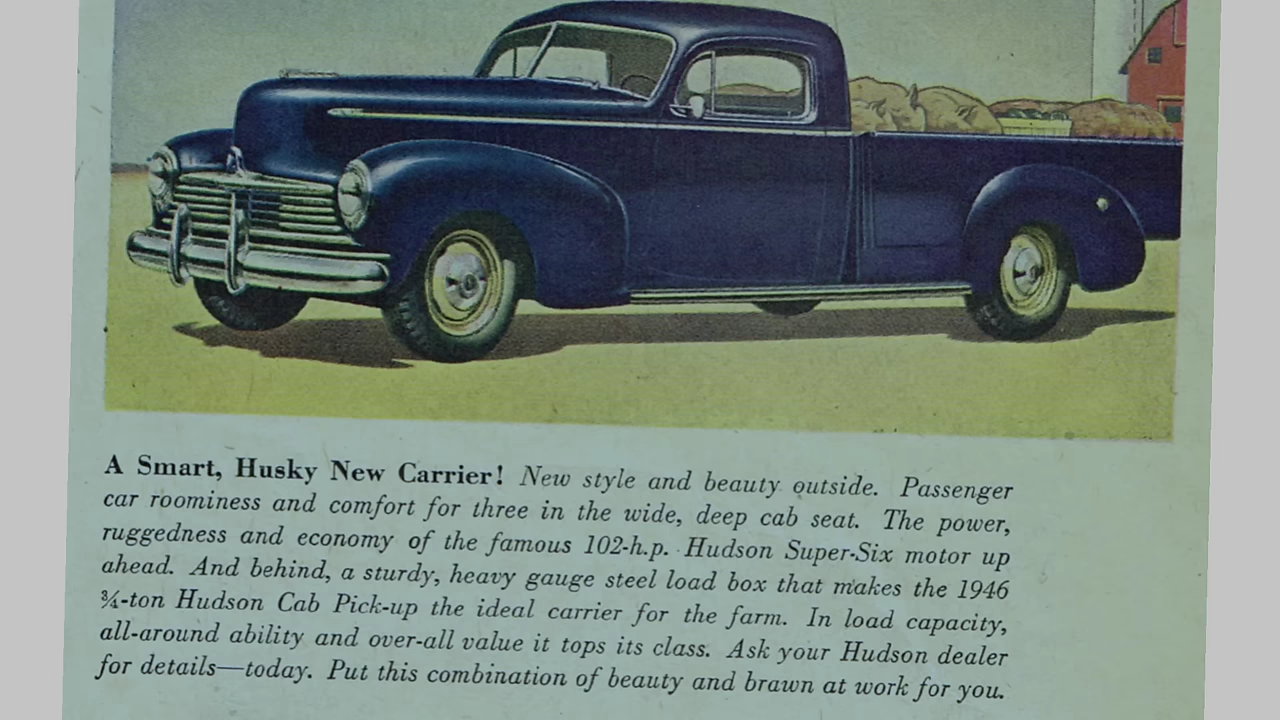 A Smart, Husky New Carrier! New style and beauty outside. Passenger
car roominess and comfort for three in the wide, deep cab seat. The power,
ruggedness and economy of the famous 102-h.p. Hudson Super-Six motor up
ahead. And behind, a sturdy, heavy gauge steel load box that makes the 1946
¾-ton Hudson Cab Pick-up the ideal carrier for the farm. In load capacity,
all-around ability and over-all value it tops its class. Ask your Hudson dealer
for details—today. Put this combination of beauty and brawn at work for you.